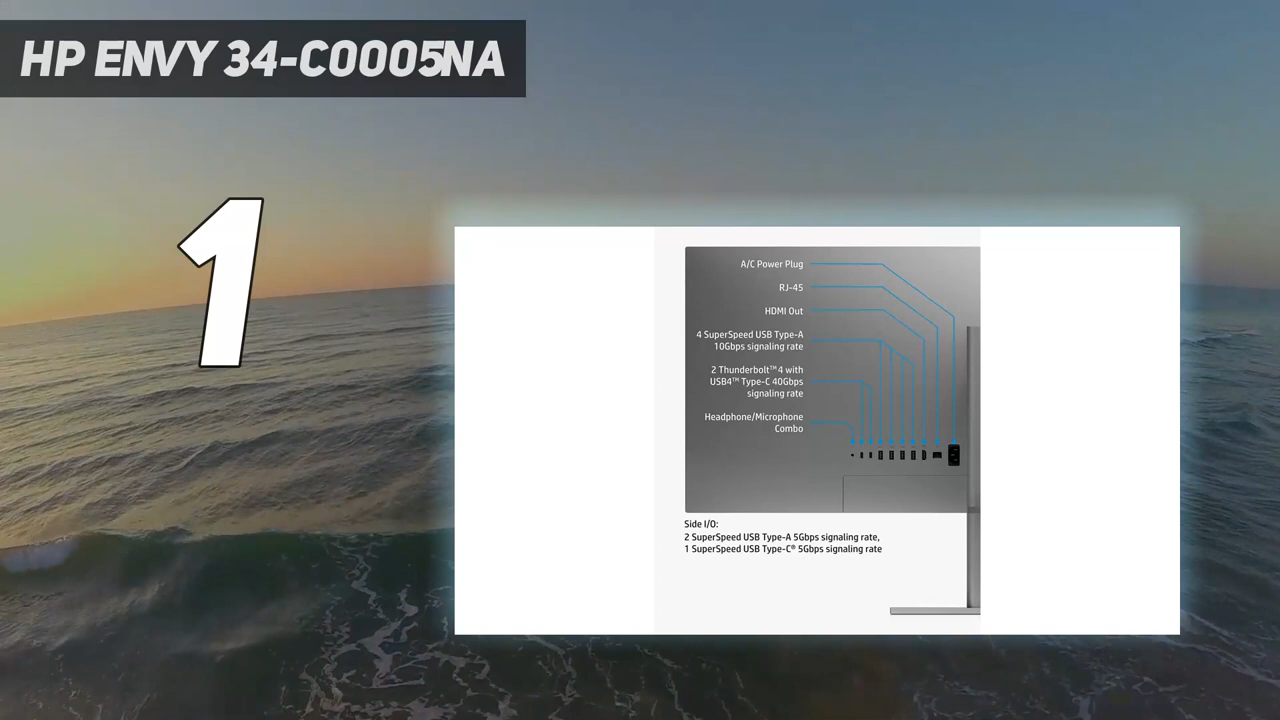 HP ENVY 34-C0005NA
1
A/C Power Plug
RJ-45
HDMI Out
4 SuperSpeed USB Type-A
10Gbps signaling rate
2 Thunderbolt™4 with
USB4™ Type-C 40Gbps
signaling rate
Headphone/Microphone
Combo
Side I/O:
2 SuperSpeed USB Type-A 5Gbps signaling rate,
1 SuperSpeed USB Type-C® 5Gbps signaling rate